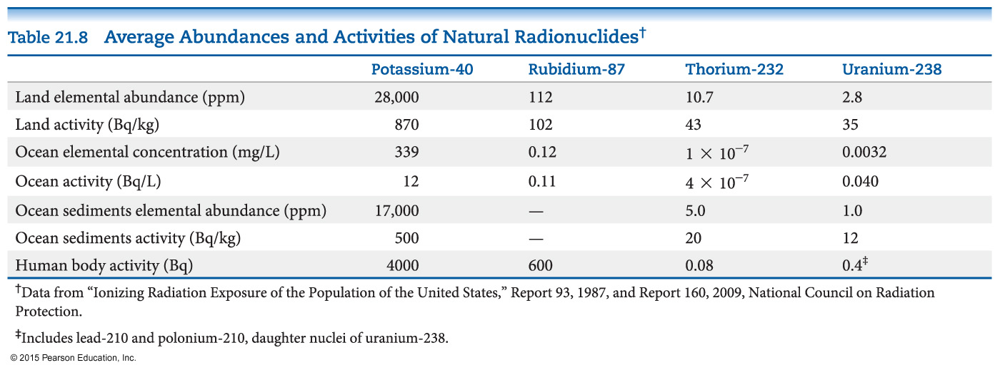 Table 21.8 Average Abundances and Activities of Natural Radionuclides†
Potassium-40 Rubidium-87 Thorium-232 Uranium-238
Land elemental abundance (ppm) 28,000 112 10.7 2.8
Land activity (Bq/kg) 870 102 43 35
Ocean elemental concentration (mg/L) 339 0.12 1 × 10⁻⁷ 0.0032
Ocean activity (Bq/L) 12 0.11 4 × 10⁻⁷ 0.040
Ocean sediments elemental abundance (ppm) 17,000 — 5.0 1.0
Ocean sediments activity (Bq/kg) 500 — 20 12
Human body activity (Bq) 4000 600 0.08 0.4‡
†Data from “Ionizing Radiation Exposure of the Population of the United States,” Report 93, 1987, and Report 160, 2009, National Council on Radiation
Protection.
‡Includes lead-210 and polonium-210, daughter nuclei of uranium-238.
© 2015 Pearson Education, Inc.